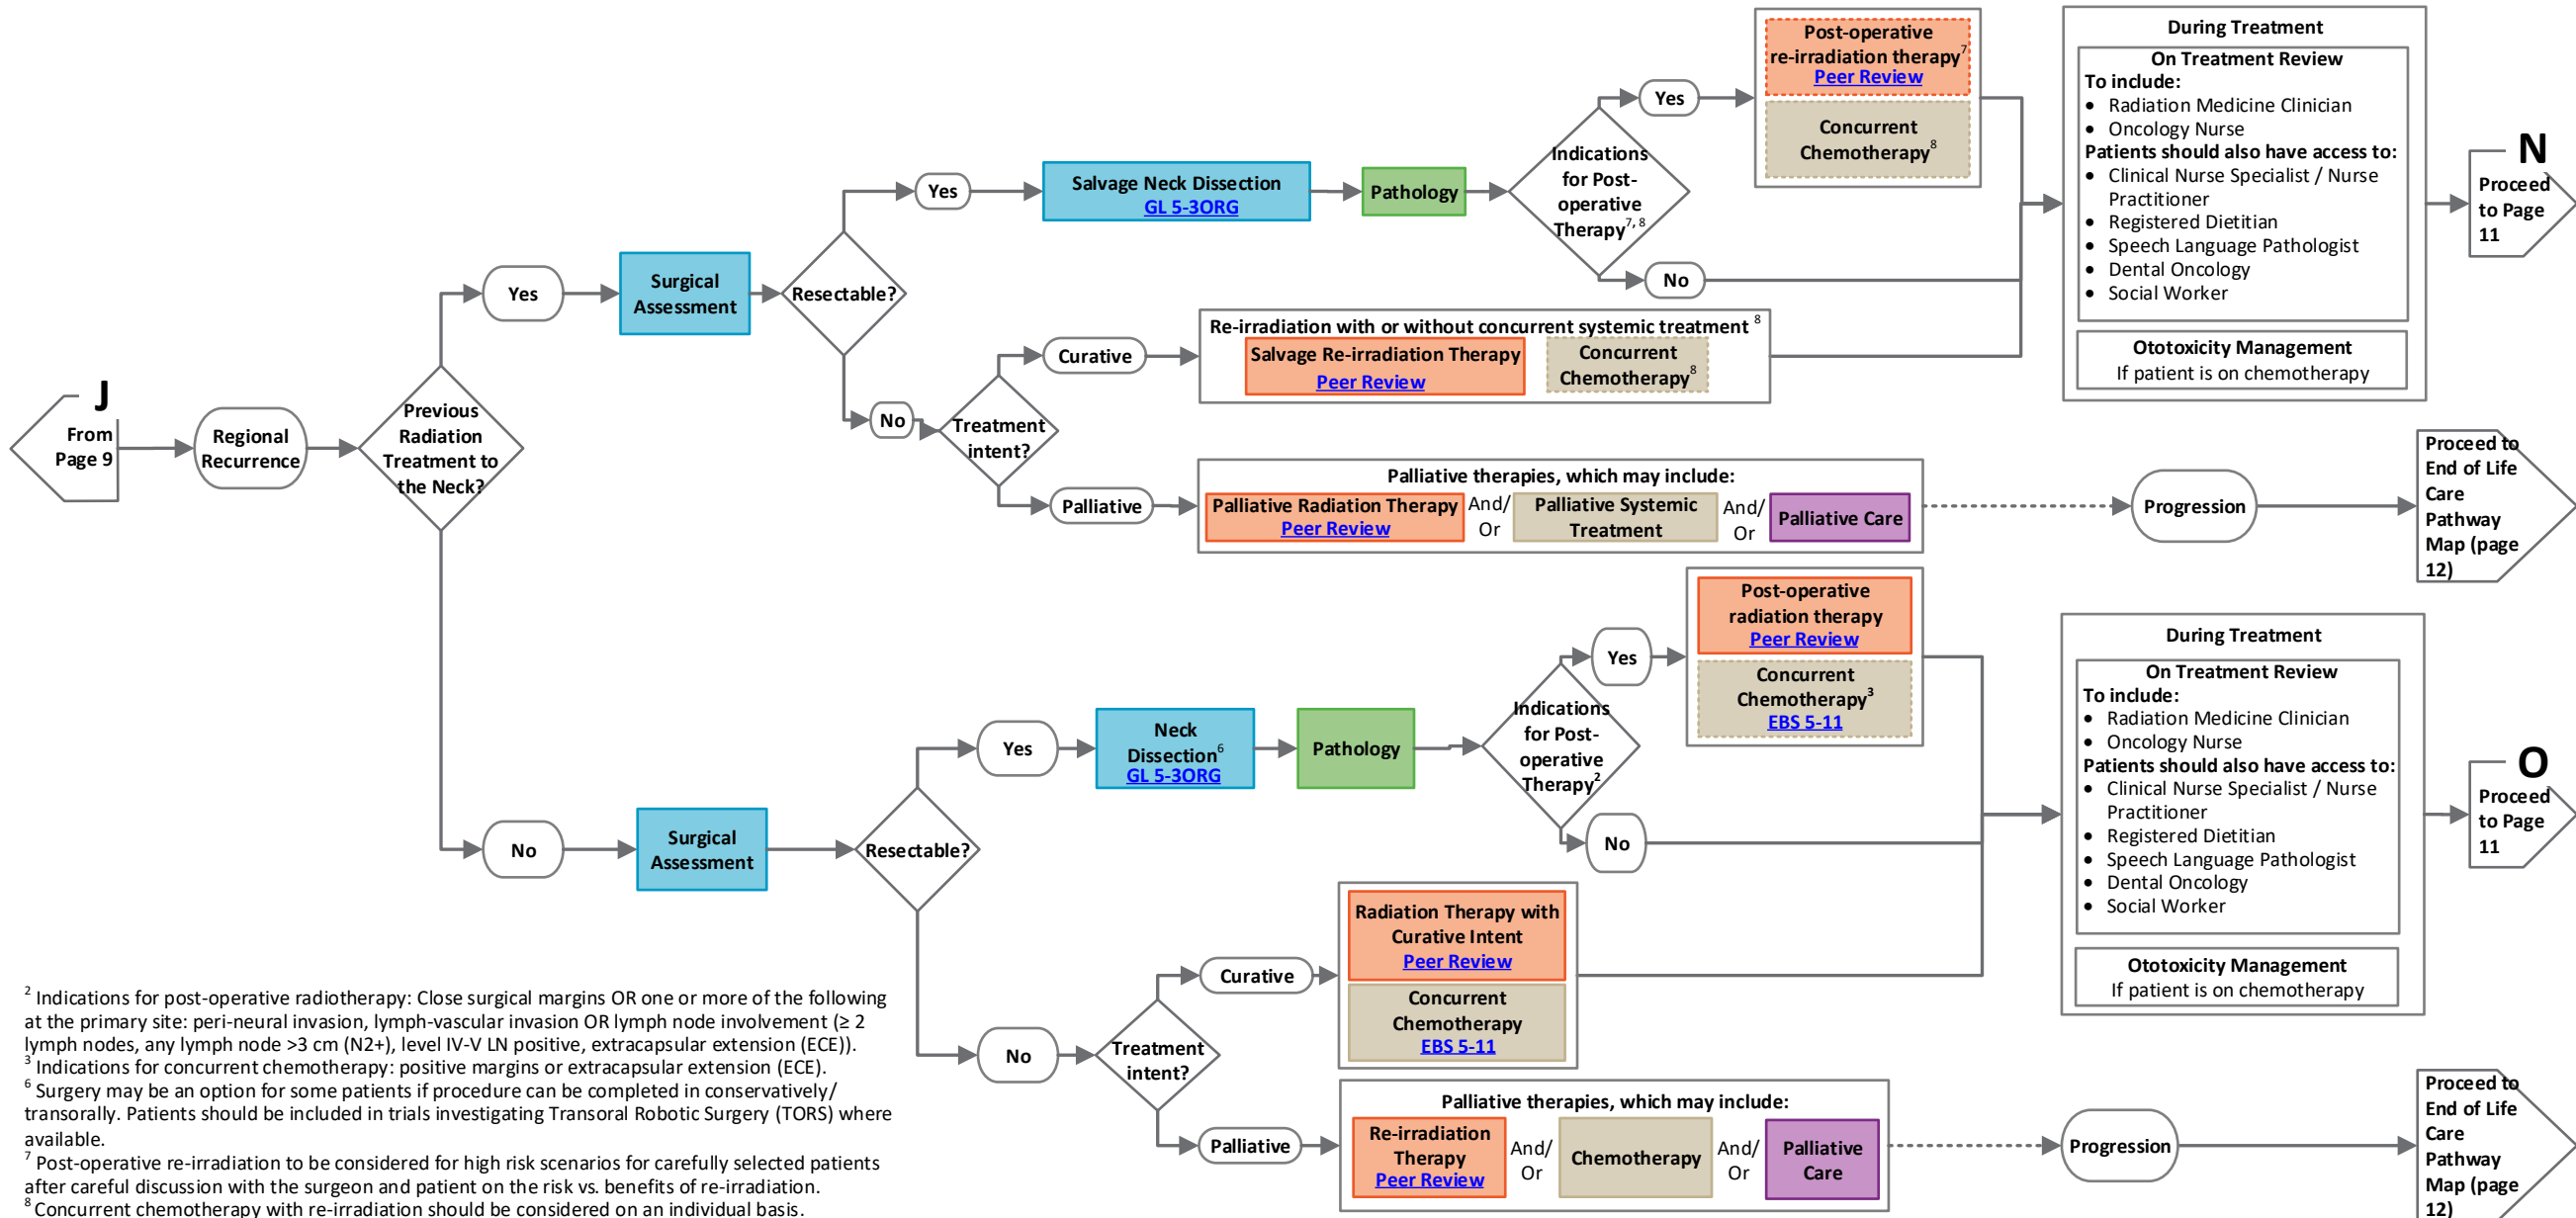 J
From
Page 9
Regional
Recurrence
Previous
Radiation
Treatment to
the Neck?
Yes
Surgical
Assessment
Resectable?
Yes
Salvage Neck Dissection
GL 5-3ORG
Pathology
Indications
for Post-
operative
Therapy7, 8
Yes
Post-operative
re-irradiation therapy7
Peer Review
Concurrent
Chemotherapy8
No
No
Treatment
intent?
Curative
Re-irradiation with or without concurrent systemic treatment 8
Salvage Re-irradiation Therapy
Peer Review
Concurrent
Chemotherapy8
Palliative
Palliative therapies, which may include:
Palliative Radiation Therapy
Peer Review
And/
Or
Palliative Systemic
Treatment
And/
Or
Palliative Care
Progression
Proceed to
End of Life
Care
Pathway
Map (page
12)
During Treatment
On Treatment Review
To include:
• Radiation Medicine Clinician
• Oncology Nurse
Patients should also have access to:
• Clinical Nurse Specialist / Nurse
Practitioner
• Registered Dietitian
• Speech Language Pathologist
• Dental Oncology
• Social Worker
Ototoxicity Management
If patient is on chemotherapy
N
Proceed
to Page
11
No
Surgical
Assessment
Resectable?
Yes
Neck
Dissection6
GL 5-3ORG
Pathology
Indications
for Post-
operative
Therapy2
Yes
Post-operative
radiation therapy
Peer Review
Concurrent
Chemotherapy3
EBS 5-11
No
No
Treatment
intent?
Curative
Radiation Therapy with
Curative Intent
Peer Review
Concurrent
Chemotherapy
EBS 5-11
Palliative
Palliative therapies, which may include:
Re-irradiation
Therapy
Peer Review
And/
Or
Chemotherapy
And/
Or
Palliative
Care
Progression
Proceed to
End of Life
Care
Pathway
Map (page
12)
During Treatment
On Treatment Review
To include:
• Radiation Medicine Clinician
• Oncology Nurse
Patients should also have access to:
• Clinical Nurse Specialist / Nurse
Practitioner
• Registered Dietitian
• Speech Language Pathologist
• Dental Oncology
• Social Worker
Ototoxicity Management
If patient is on chemotherapy
O
Proceed
to Page
11
2 Indications for post-operative radiotherapy: Close surgical margins OR one or more of the following
at the primary site: peri-neural invasion, lymph-vascular invasion OR lymph node involvement (≥ 2
lymph nodes, any lymph node >3 cm (N2+), level IV-V LN positive, extracapsular extension (ECE)).
3 Indications for concurrent chemotherapy: positive margins or extracapsular extension (ECE).
6 Surgery may be an option for some patients if procedure can be completed in conservatively/
transorally. Patients should be included in trials investigating Transoral Robotic Surgery (TORS) where
available.
7 Post-operative re-irradiation to be considered for high risk scenarios for carefully selected patients
after careful discussion with the surgeon and patient on the risk vs. benefits of re-irradiation.
8 Concurrent chemotherapy with re-irradiation should be considered on an individual basis.